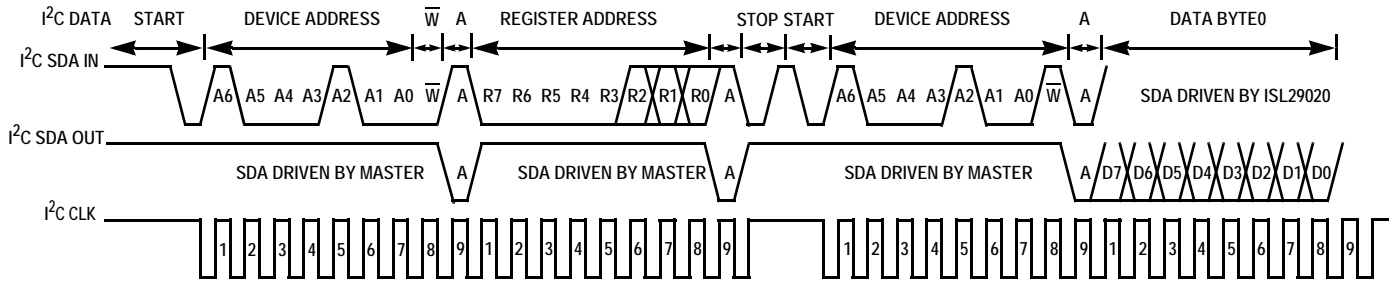 I²C DATA START DEVICE ADDRESS W̅ A REGISTER ADDRESS STOP START DEVICE ADDRESS A DATA BYTE0
I²C SDA IN
A6 A5 A4 A3 A2 A1 A0 W̅ A R7 R6 R5 R4 R3 R2 R1 R0 A A6 A5 A4 A3 A2 A1 A0 W̅ A SDA DRIVEN BY ISL29020
I²C SDA OUT
SDA DRIVEN BY MASTER A SDA DRIVEN BY MASTER A SDA DRIVEN BY MASTER A D7 D6 D5 D4 D3 D2 D1 D0
I²C CLK
1 2 3 4 5 6 7 8 9 1 2 3 4 5 6 7 8 9 1 2 3 4 5 6 7 8 9 1 2 3 4 5 6 7 8 9